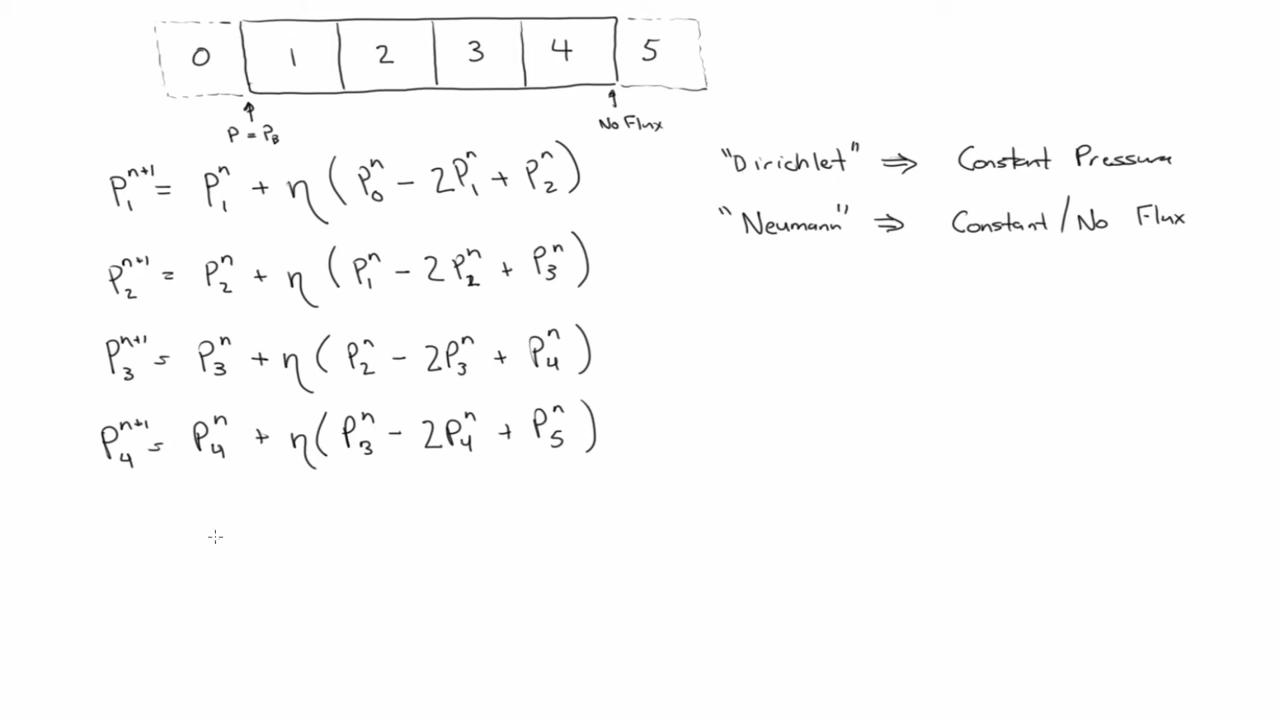 0 1 2 3 4 5
P = P_B
No Flux
P_1^{n+1} = P_1^n + η ( P_0^n - 2P_1^n + P_2^n )
"Dirichlet" ⇒ Constant Pressure
"Neumann" ⇒ Constant / No Flux
P_2^{n+1} = P_2^n + η ( P_1^n - 2P_2^n + P_3^n )
P_3^{n+1} = P_3^n + η ( P_2^n - 2P_3^n + P_4^n )
P_4^{n+1} = P_4^n + η ( P_3^n - 2P_4^n + P_5^n )